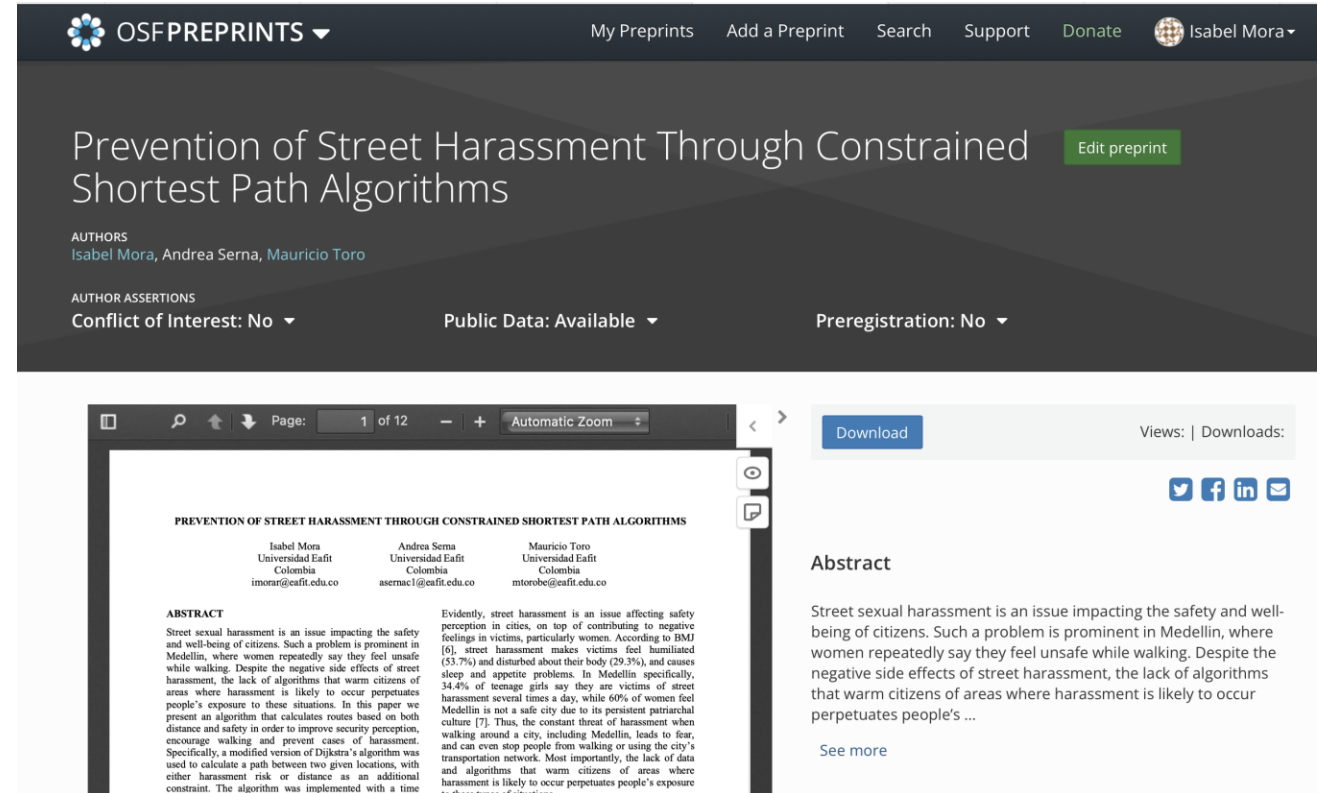 OSFPREPRINTS
My Preprints Add a Preprint Search Support Donate Isabel Mora
Prevention of Street Harassment Through Constrained
Shortest Path Algorithms
Edit preprint
AUTHORS
Isabel Mora, Andrea Serna, Mauricio Toro
AUTHOR ASSERTIONS
Conflict of Interest: No
Public Data: Available
Preregistration: No
Page: 1 of 12
Automatic Zoom
PREVENTION OF STREET HARASSMENT THROUGH CONSTRAINED SHORTEST PATH ALGORITHMS
Isabel Mora
Universidad Eafit
Colombia
imorar@eafit.edu.co
Andrea Serna
Universidad Eafit
Colombia
asernac1@eafit.edu.co
Mauricio Toro
Universidad Eafit
Colombia
mtorobe@eafit.edu.co
ABSTRACT
Street sexual harassment is an issue impacting the safety
and well-being of citizens. Such a problem is prominent in
Medellin, where women repeatedly say they feel unsafe
while walking. Despite the negative side effects of street
harassment, the lack of algorithms that warm citizens of
areas where harassment is likely to occur perpetuates
people's exposure to these situations. In this paper we
present an algorithm that calculates routes based on both
distance and safety in order to improve security perception,
encourage walking and prevent cases of harassment.
Specifically, a modified version of Dijkstra's algorithm was
used to calculate a path between two given locations, with
either harassment risk or distance as an additional
constraint. The algorithm was implemented with a time
Evidently, street harassment is an issue affecting safety
perception in cities, on top of contributing to negative
feelings in victims, particularly women. According to BMJ
[6], street harassment makes victims feel humiliated
(53.7%) and disturbed about their body (29.3%), and causes
sleep and appetite problems. In Medellin specifically,
34.4% of teenage girls say they are victims of street
harassment several times a day, while 60% of women feel
Medellin is not a safe city due to its persistent patriarchal
culture [7]. Thus, the constant threat of harassment when
walking around a city, including Medellin, leads to fear,
and can even stop people from walking or using the city's
transportation network. Most importantly, the lack of data
and algorithms that warm citizens of areas where
harassment is likely to occur perpetuates people's exposure
Download
Views: | Downloads:
Abstract
Street sexual harassment is an issue impacting the safety and well-
being of citizens. Such a problem is prominent in Medellin, where
women repeatedly say they feel unsafe while walking. Despite the
negative side effects of street harassment, the lack of algorithms
that warm citizens of areas where harassment is likely to occur
perpetuates people's ...
See more